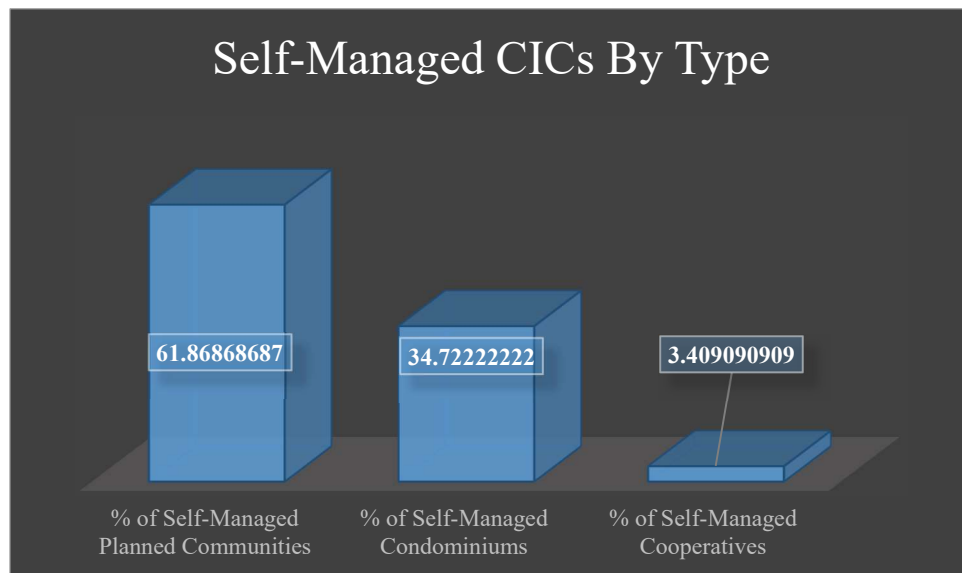 Self-Managed CICs By Type
61.86868687
34.72222222
3.409090909
% of Self-Managed
Planned Communities
% of Self-Managed
Condominiums
% of Self-Managed
Cooperatives